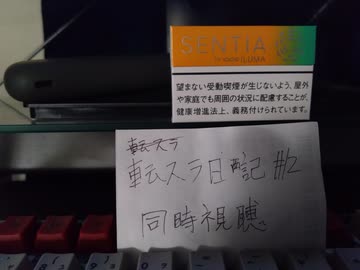 SENTIA
for IQOS ILUMA
望まない受動喫煙が生じないよう、屋外
や家庭でも周囲の状況に配慮することが、
健康増進法上、義務付けられています。
転スラ
転スラ日記#2
同時視聴